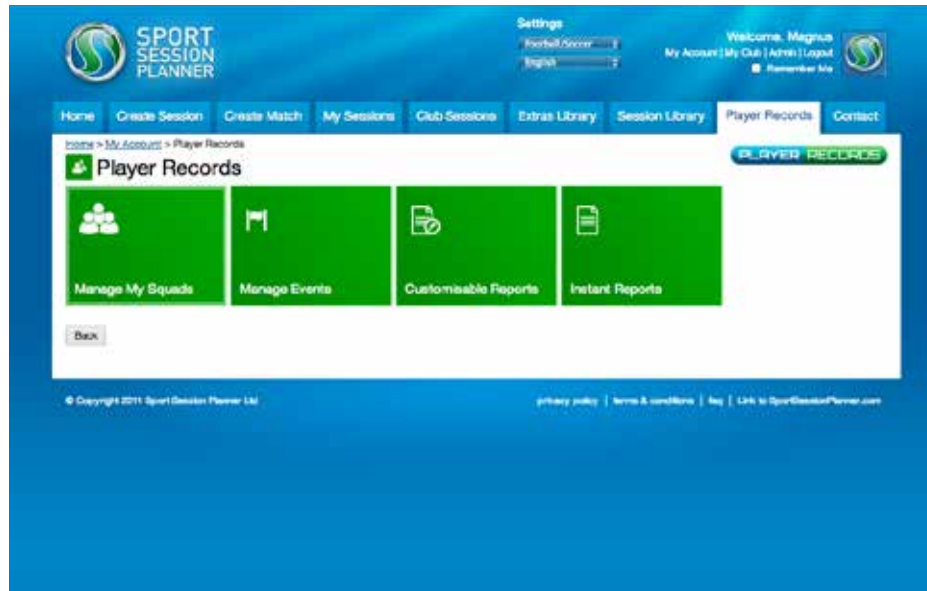 SPORT
SESSION
PLANNER
Settings
Football/Soccer
English
Welcome, Magnus
My Account | My Club | Admin | Logout
Remember Me
Home Create Session Create Match My Sessions Club Sessions Extras Library Session Library Player Records Contact
Home > My Account > Player Records
PLAYER RECORDS
Player Records
Manage My Squads Manage Events Customisable Reports Instant Reports
Back
© Copyright 2011 Sport Session Planner Ltd
privacy policy | terms & conditions | faq | Link to SportSessionPlanner.com